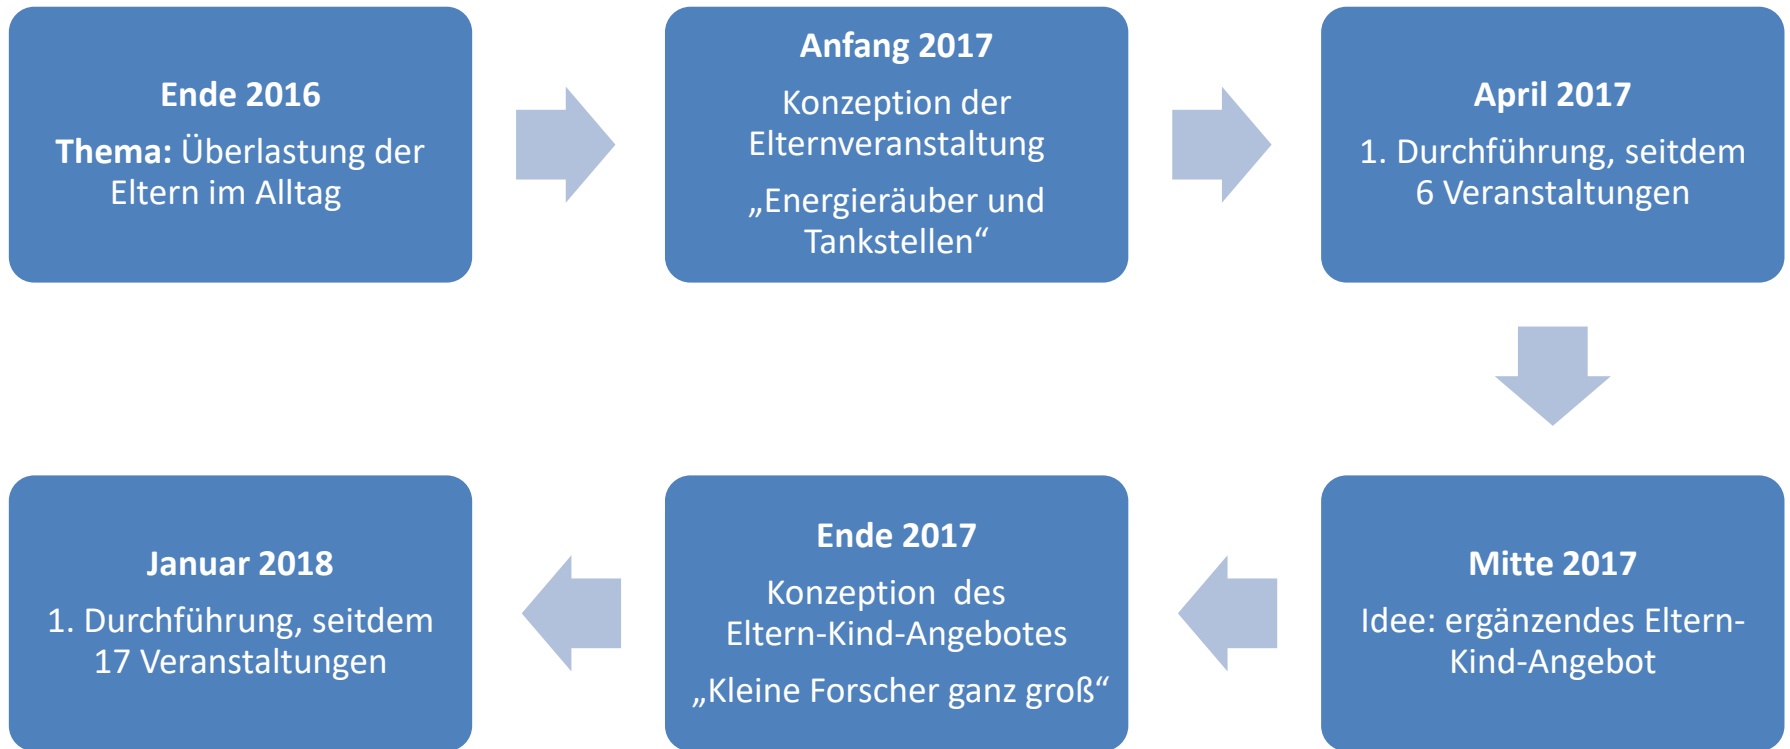 Ende 2016
Thema: Überlastung der
Eltern im Alltag
Anfang 2017
Konzeption der
Elternveranstaltung
„Energieräuber und
Tankstellen“
April 2017
1. Durchführung, seitdem
6 Veranstaltungen
Mitte 2017
Idee: ergänzendes Eltern-
Kind-Angebot
Ende 2017
Konzeption des
Eltern-Kind-Angebotes
„Kleine Forscher ganz groß“
Januar 2018
1. Durchführung, seitdem
17 Veranstaltungen